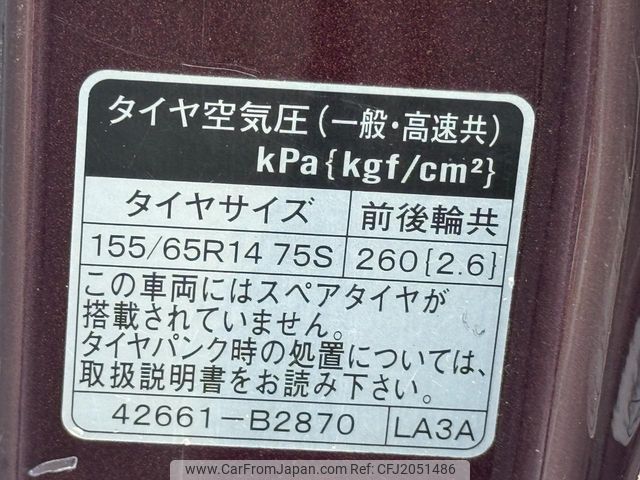 タイヤ空気圧(一般・高速共)
kPa{kgf/cm²}
タイヤサイズ 前後輪共
155/65R14 75S 260{2.6}
この車両にはスペアタイヤが
搭載されていません。
タイヤパンク時の処置については、
取扱説明書をお読み下さい。
42661-B2870 LA3A
www.CarFromJapan.com | CFJ2051486